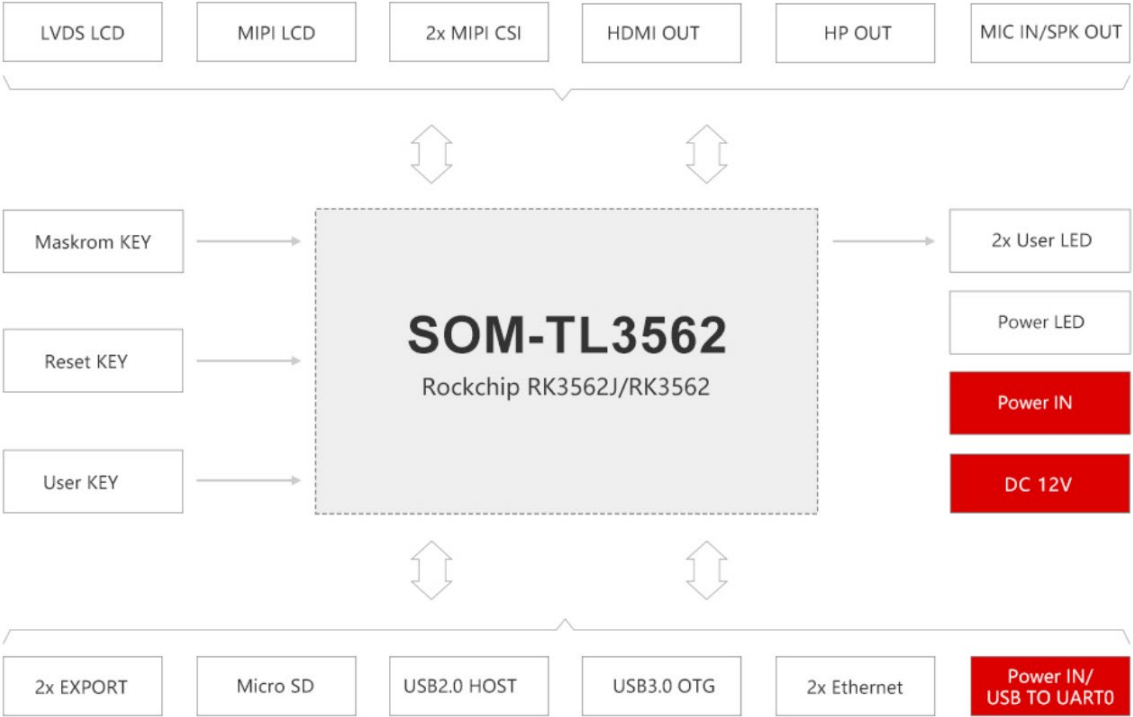 LVDS LCD
MIPI LCD
2x MIPI CSI
HDMI OUT
HP OUT
MIC IN/SPK OUT
Maskrom KEY
Reset KEY
User KEY
SOM-TL3562
Rockchip RK3562J/RK3562
2x User LED
Power LED
Power IN
DC 12V
2x EXPORT
Micro SD
USB2.0 HOST
USB3.0 OTG
2x Ethernet
Power IN/
USB TO UART0